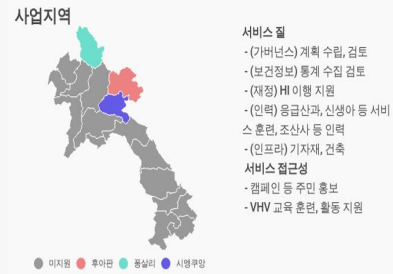 사업지역
서비스 질
- (가버넌스) 계획 수립, 검토
- (보건정보) 통계 수집 검토
- (재정) HI 이행 지원
- (인력) 응급산과, 신생아 등 서비
스 훈련, 조산사 등 인력
- (인프라) 기자재, 건축
서비스 접근성
- 캠페인 등 주민 홍보
- VHV 교육 훈련, 활동 지원
미지원 후아판 퐁살리 시엥쿠앙